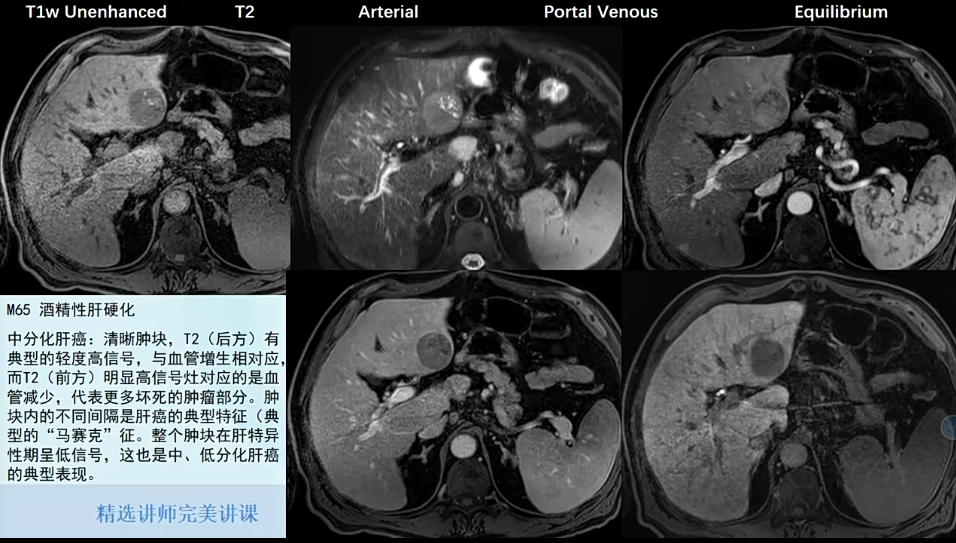 T1w Unenhanced T2 Arterial Portal Venous Equilibrium
M65 酒精性肝硬化
中分化肝癌：清晰肿块，T2（后方）有
典型的轻度高信号，与血管增生相对应，
而T2（前方）明显高信号灶对应的是血
管减少，代表更多坏死的肿瘤部分。肿
块内的不同间隔是肝癌的典型特征（典
型的“马赛克”征。整个肿块在肝特异
性期呈低信号，这也是中、低分化肝癌
的典型表现。
精选讲师完美讲课